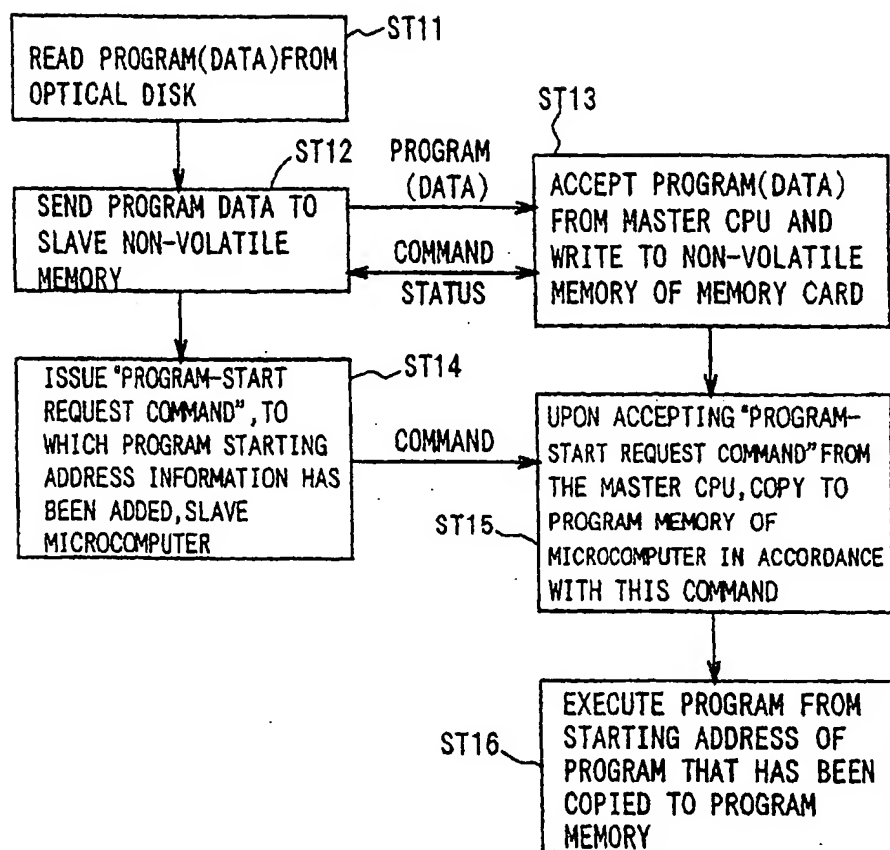 ST11
READ PROGRAM(DATA)FROM
OPTICAL DISK
ST12
SEND PROGRAM DATA TO
SLAVE NON-VOLATILE
MEMORY
PROGRAM
(DATA)
COMMAND
STATUS
ST13
ACCEPT PROGRAM(DATA)
FROM MASTER CPU AND
WRITE TO NON-VOLATILE
MEMORY OF MEMORY CARD
ST14
ISSUE "PROGRAM-START
REQUEST COMMAND", TO
WHICH PROGRAM STARTING
ADDRESS INFORMATION HAS
BEEN ADDED, SLAVE
MICROCOMPUTER
COMMAND
ST15
UPON ACCEPTING "PROGRAM-
START REQUEST COMMAND" FROM
THE MASTER CPU, COPY TO
PROGRAM MEMORY OF
MICROCOMPUTER IN ACCORDANCE
WITH THIS COMMAND
ST16
EXECUTE PROGRAM FROM
STARTING ADDRESS OF
PROGRAM THAT HAS BEEN
COPIED TO PROGRAM
MEMORY